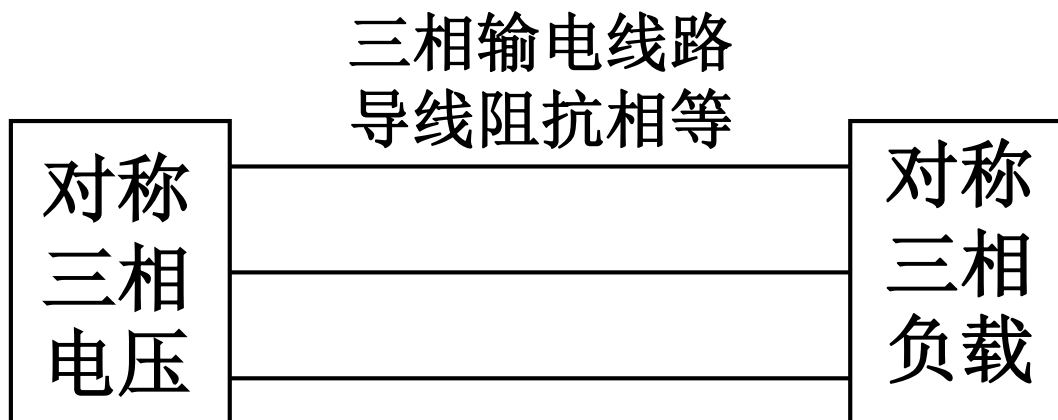 三相输电线路
导线阻抗相等
对称
三相
电压
对称
三相
负载